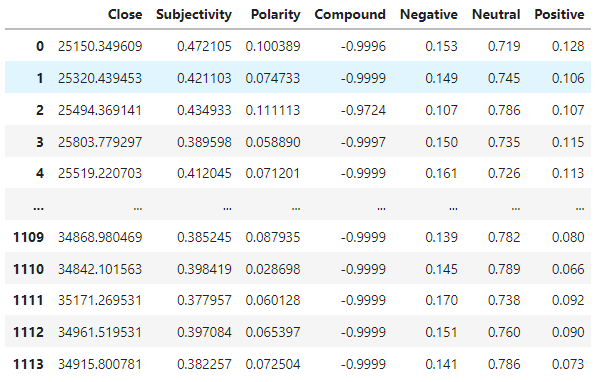 Close Subjectivity Polarity Compound Negative Neutral Positive
0 25150.349609 0.472105 0.100389 -0.9996 0.153 0.719 0.128
1 25320.439453 0.421103 0.074733 -0.9999 0.149 0.745 0.106
2 25494.369141 0.434933 0.111113 -0.9724 0.107 0.786 0.107
3 25803.779297 0.389598 0.058890 -0.9997 0.150 0.735 0.115
4 25519.220703 0.412045 0.071201 -0.9999 0.161 0.726 0.113
... ... ... ... ... ... ... ...
1109 34868.980469 0.385245 0.087935 -0.9999 0.139 0.782 0.080
1110 34842.101563 0.398419 0.028698 -0.9999 0.145 0.789 0.066
1111 35171.269531 0.377957 0.060128 -0.9999 0.170 0.738 0.092
1112 34961.519531 0.397084 0.065397 -0.9999 0.151 0.760 0.090
1113 34915.800781 0.382257 0.072504 -0.9999 0.141 0.786 0.073